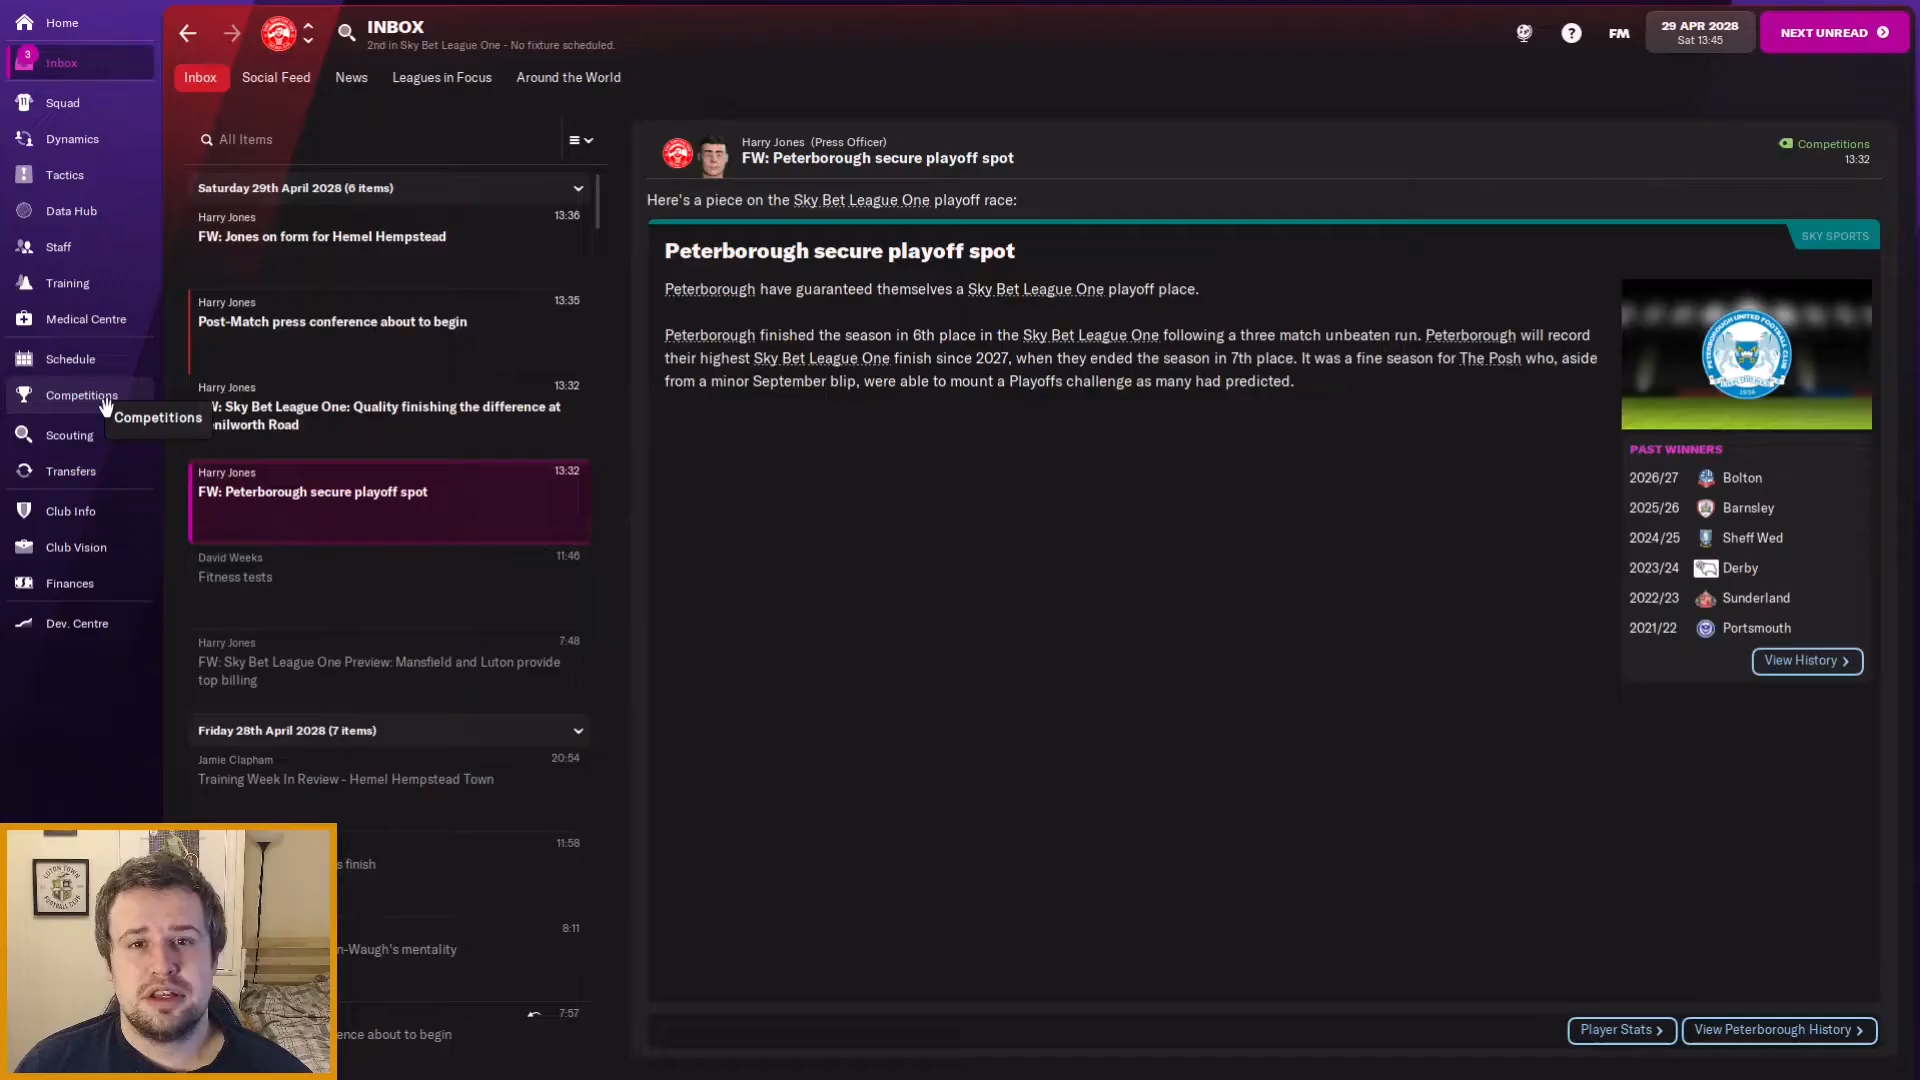 Home
3
Inbox
Squad
Dynamics
Tactics
Data Hub
Staff
Training
Medical Centre
Schedule
Competitions
Competitions
Scouting
Transfers
Club Info
Club Vision
Finances
Dev. Centre
INBOX
2nd in Sky Bet League One - No fixture scheduled.
?
FM
29 APR 2028
Sat 13:45
NEXT UNREAD
Inbox
Social Feed
News
Leagues in Focus
Around the World
All Items
Saturday 29th April 2028 (6 items)
Harry Jones
13:36
FW: Jones on form for Hemel Hempstead
Harry Jones
13:35
Post-Match press conference about to begin
Harry Jones
13:32
: Sky Bet League One: Quality finishing the difference at
enilworth Road
Harry Jones
13:32
FW: Peterborough secure playoff spot
David Weeks
11:46
Fitness tests
Harry Jones
7:48
FW: Sky Bet League One Preview: Mansfield and Luton provide
top billing
Friday 28th April 2028 (7 items)
Jamie Clapham
20:54
Training Week In Review - Hemel Hempstead Town
11:58
s finish
8:11
n-Waugh's mentality
7:57
ence about to begin
Harry Jones (Press Officer)
FW: Peterborough secure playoff spot
Competitions
13:32
Here's a piece on the Sky Bet League One playoff race:
SKY SPORTS
Peterborough secure playoff spot
Peterborough have guaranteed themselves a Sky Bet League One playoff place.
Peterborough finished the season in 6th place in the Sky Bet League One following a three match unbeaten run. Peterborough will record
their highest Sky Bet League One finish since 2027, when they ended the season in 7th place. It was a fine season for The Posh who, aside
from a minor September blip, were able to mount a Playoffs challenge as many had predicted.
PETERBOROUGH UNITED FOOTBALL CLUB
1934
PAST WINNERS
2026/27 Bolton
2025/26 Barnsley
2024/25 Sheff Wed
2023/24 Derby
2022/23 Sunderland
2021/22 Portsmouth
View History
Player Stats
View Peterborough History
LUTON TOWN
FOOTBALL CLUB